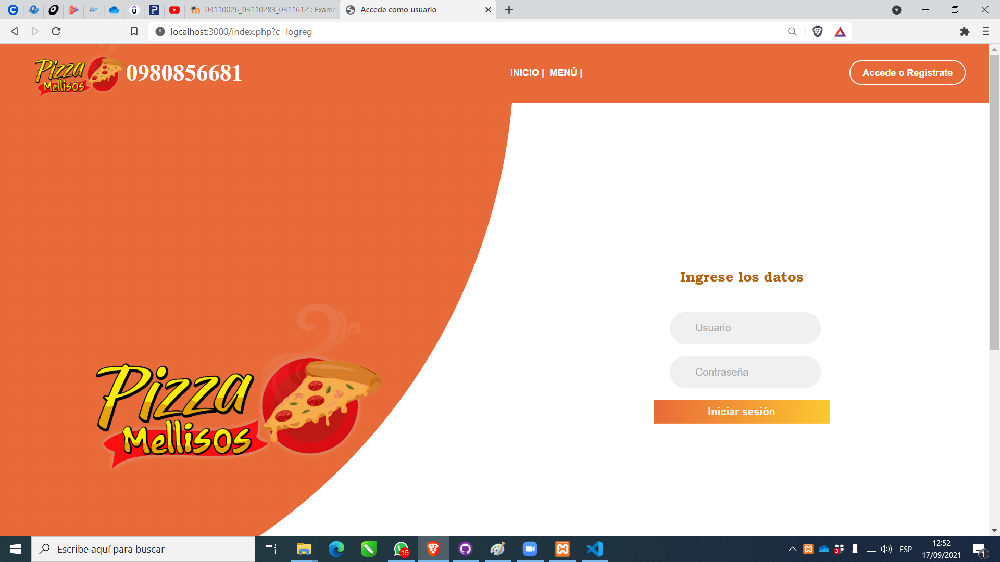 03110026_03110283_0311612 : Exame
Accede como usuario
localhost:3000/index.php?c=logreg
Pizza
Mellisos
0980856681
INICIO | MENÚ |
Accede o Registrate
Ingrese los datos
Usuario
Contraseña
Iniciar sesión
Pizza
Mellisos
Escribe aquí para buscar
15
3
ESP
12:52
17/09/2021
1